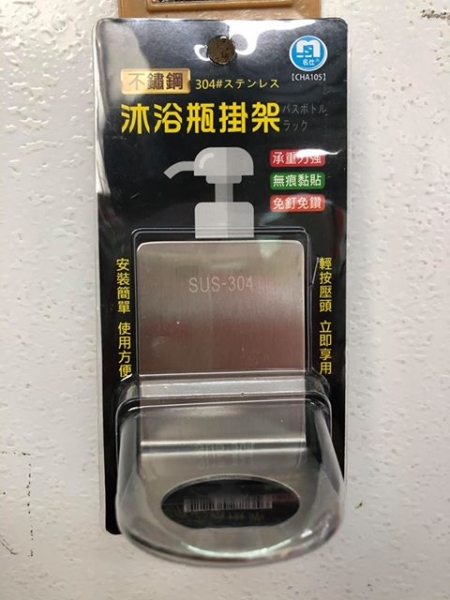 名仕
【CHA105】
不鏽鋼
304#ステンレス
沐浴瓶掛架
バスボトル
ラック
承重力強
無痕黏貼
免釘免鑽
SUS-304
安裝簡單 使用方便
輕按壓頭 立即享用